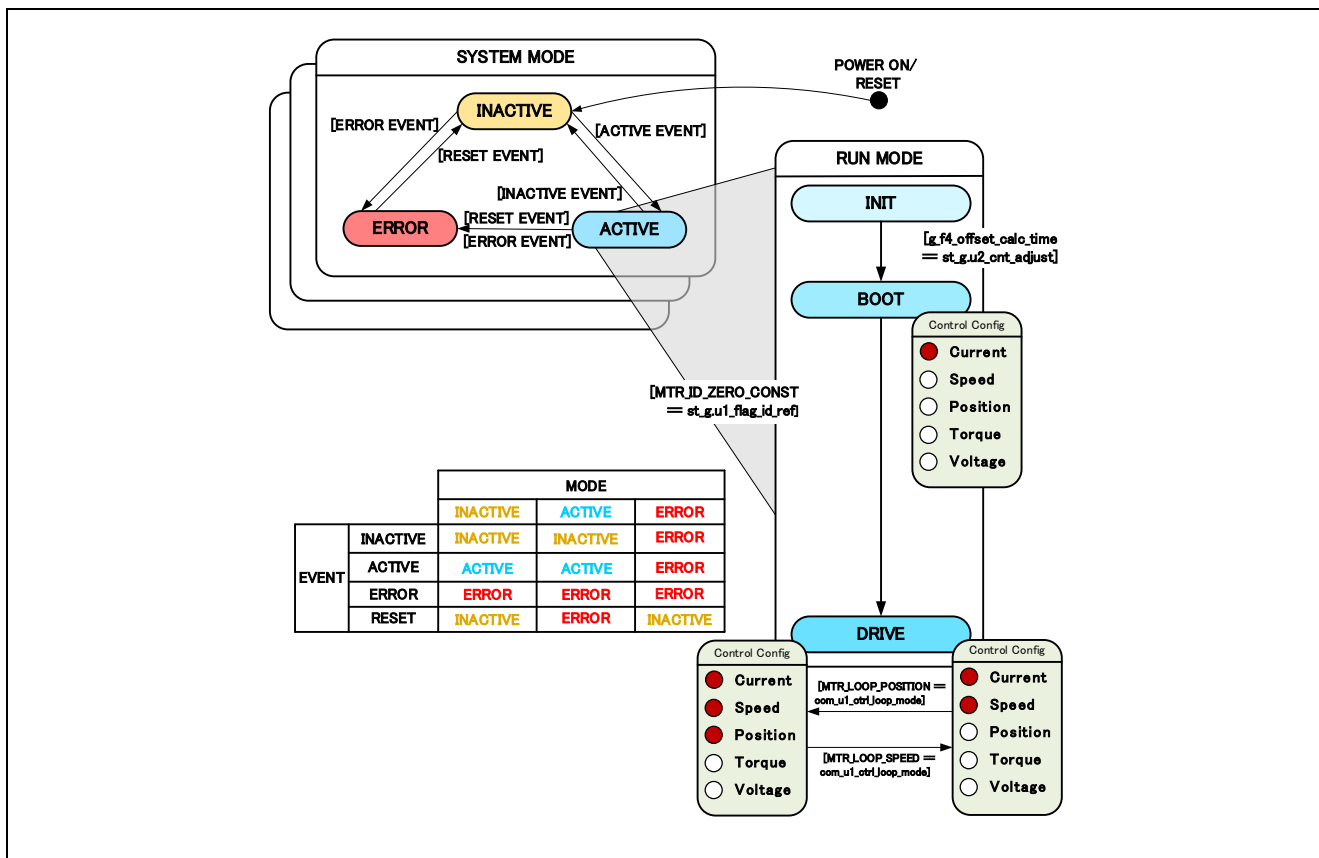 SYSTEM MODE
POWER ON/
RESET
INACTIVE
[ERROR EVENT]
[ACTIVE EVENT]
[RESET EVENT]
[INACTIVE EVENT]
ERROR
[RESET EVENT]
[ERROR EVENT]
ACTIVE
RUN MODE
INIT
[g_f4_offset_calc_time
== st_g.u2_cnt_adjust]
BOOT
Control Config
Current
Speed
Position
Torque
Voltage
[MTR_ID_ZERO_CONST
== st_g.u1_flag_id_ref]
MODE
INACTIVE ACTIVE ERROR
EVENT
INACTIVE INACTIVE INACTIVE ERROR
ACTIVE ACTIVE ACTIVE ERROR
ERROR ERROR ERROR ERROR
RESET INACTIVE ERROR INACTIVE
DRIVE
Control Config
Current
Speed
Position
Torque
Voltage
[MTR_LOOP_POSITION ==
com_u1_ctrl_loop_mode]
[MTR_LOOP_SPEED ==
com_u1_ctrl_loop_mode]
Control Config
Current
Speed
Position
Torque
Voltage